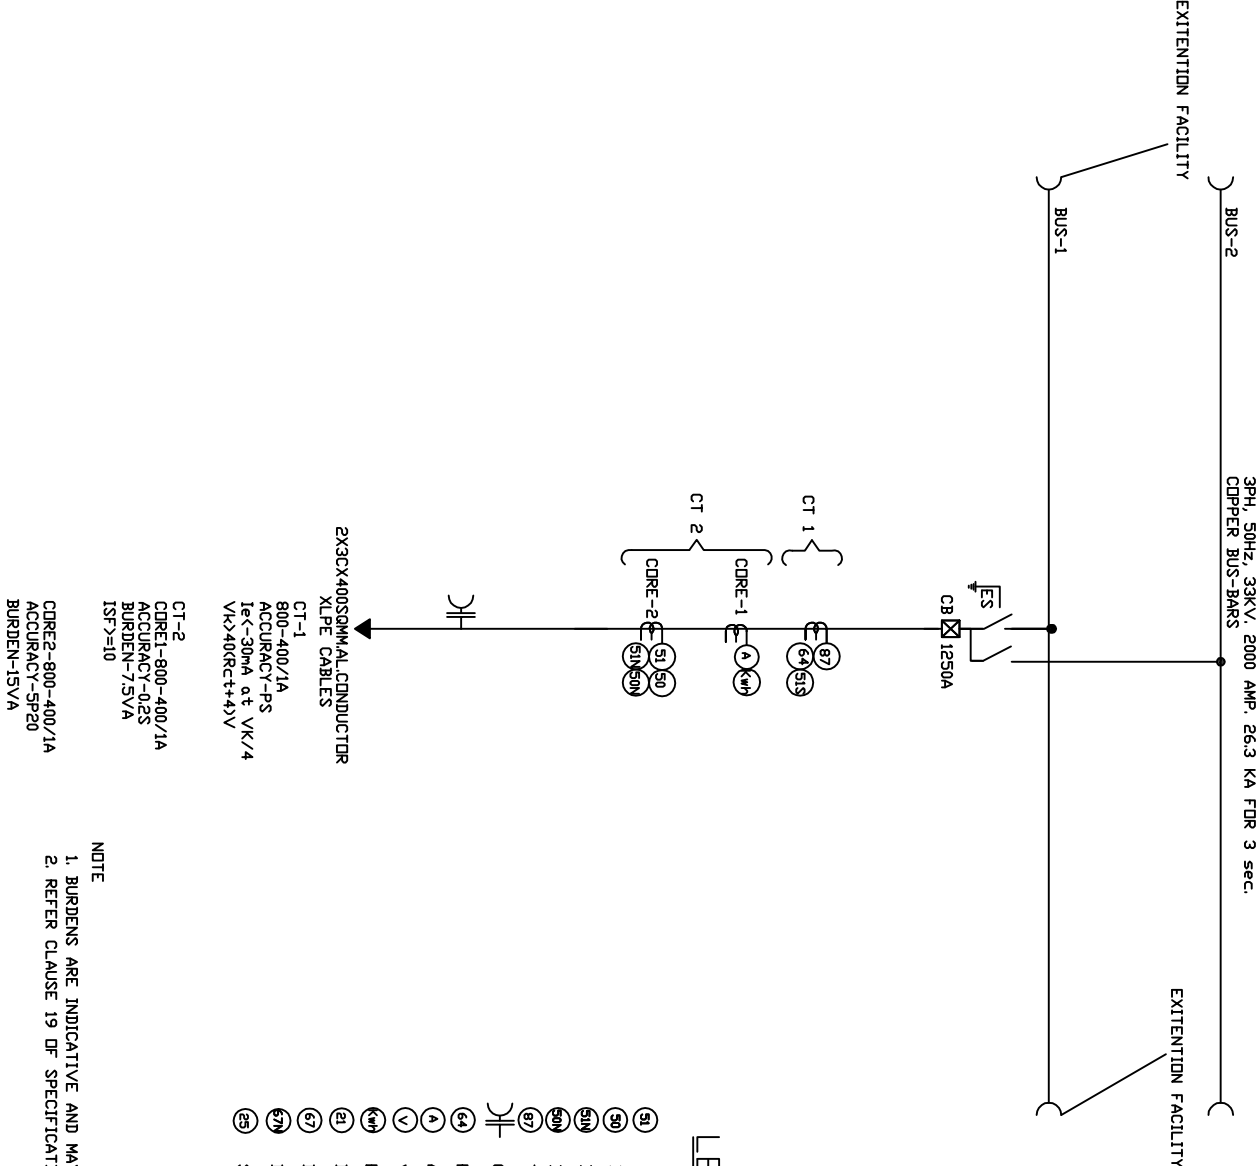 EXITENTION FACILITY
BUS-2
BUS-1
3PH, 50Hz, 33KV, 2000 AMP. 26.3 KA FOR 3 sec.
COPPER BUS-BARS
EXITENTION FACILITY
ES
CB
1250A
CT 1
87
64
51S
CT 2
CORE-1
A
Kwh
CORE-2
51
50
51N
50N
2X3CX400SQMM.AL.CONDUCTOR
XLPE CABLES
CT-1
800-400/1A
ACCURACY-PS
Ie<-30mA at VK/4
Vk>40(Rct+4)V
CT-2
CORE1-800-400/1A
ACCURACY-0.2S
BURDEN-7.5VA
ISF>=10
CORE2-800-400/1A
ACCURACY-5P20
BURDEN-15VA
NOTE
1. BURDENS ARE INDICATIVE AND MA
2. REFER CLAUSE 19 OF SPECIFICATI
LE
51
50
51N
50N
87
64
A
V
Kwh
21
67
67N
25